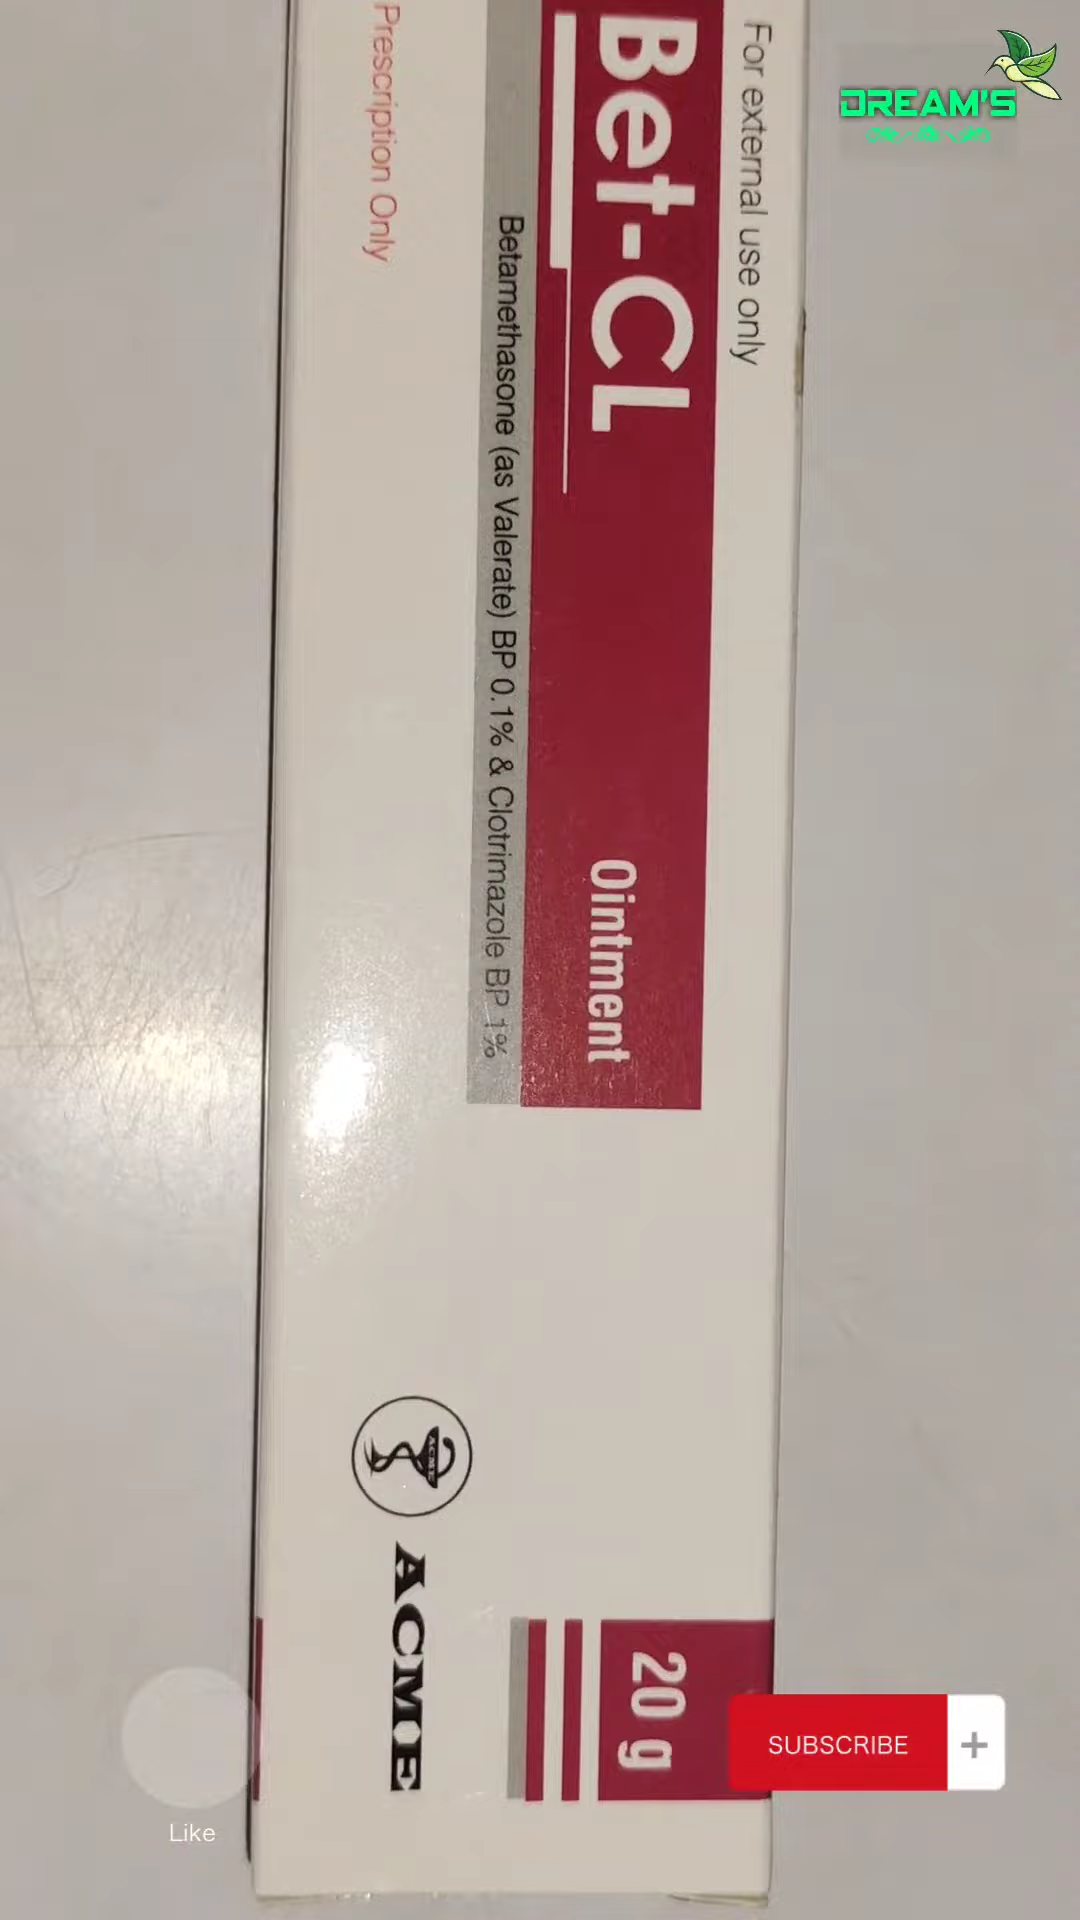 For external use only
Bet-CL
Ointment
Betamethasone (as Valerate) BP 0.1% & Clotrimazole BP 1%
Prescription Only
ACME
ACME
20 g
DREAM'S
SUBSCRIBE
Like